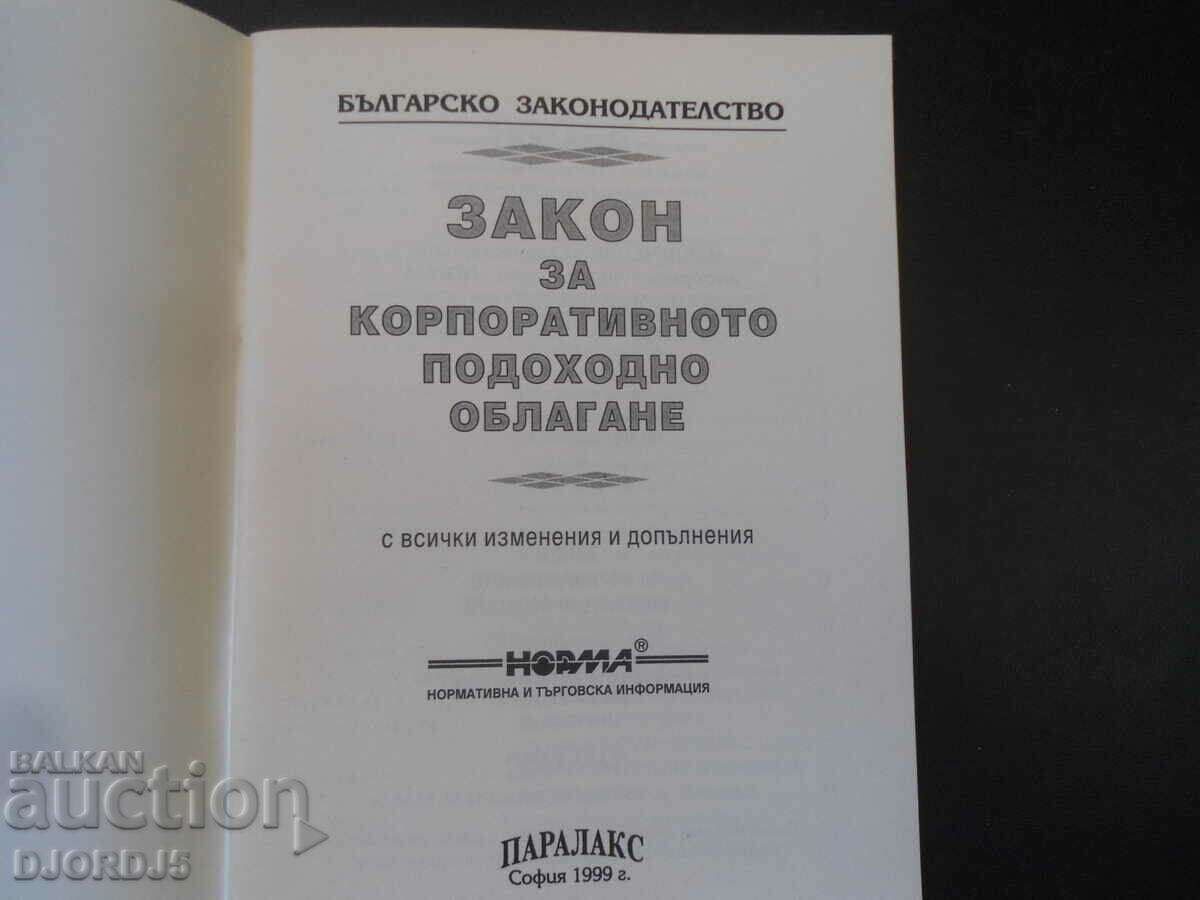 БЪЛГАРСКО ЗАКОНОДАТЕЛСТВО
ЗАКОН
ЗА
КОРПОРАТИВНОТО
ПОДОХОДНО
ОБЛАГАНЕ
С ВСИЧКИ ИЗМЕНЕНИЯ И ДОПЪЛНЕНИЯ
НОРМА®
НОРМАТИВНА И ТЪРГОВСКА ИНФОРМАЦИЯ
ПАРАЛАКС
София 1999 г.
BALKAN
auction
DJORDJ5